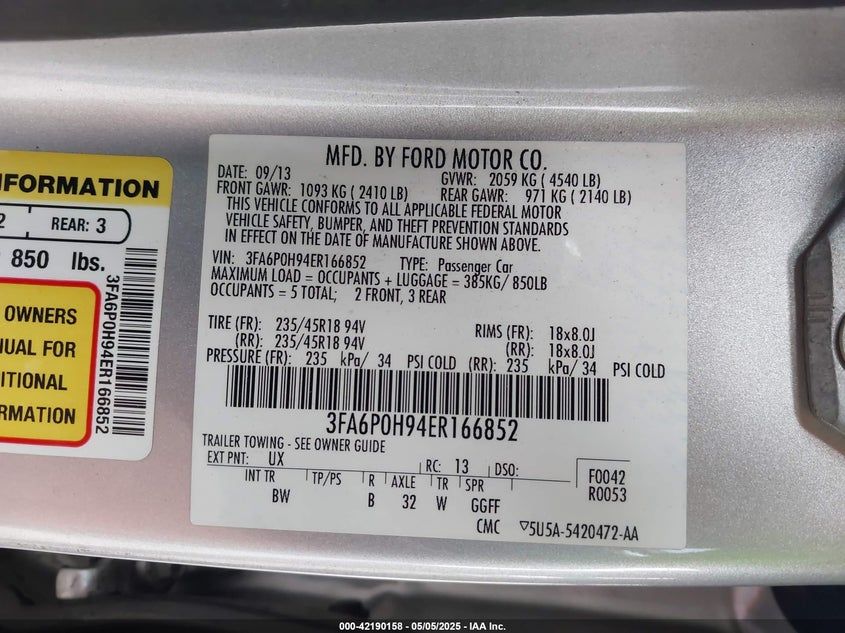 NFORMATION
2 REAR: 3
850 lbs.
OWNERS
NUAL FOR
ITIONAL
ORMATION
3FA6P0H94ER166852
MFD. BY FORD MOTOR CO.
DATE: 09/13 GVWR: 2059 KG ( 4540 LB)
FRONT GAWR: 1093 KG ( 2410 LB) REAR GAWR: 971 KG ( 2140 LB)
THIS VEHICLE CONFORMS TO ALL APPLICABLE FEDERAL MOTOR
VEHICLE SAFETY, BUMPER, AND THEFT PREVENTION STANDARDS
IN EFFECT ON THE DATE OF MANUFACTURE SHOWN ABOVE.
VIN: 3FA6P0H94ER166852 TYPE: Passenger Car
MAXIMUM LOAD = OCCUPANTS + LUGGAGE = 385KG/ 850LB
OCCUPANTS = 5 TOTAL; 2 FRONT, 3 REAR
TIRE (FR): 235/45R18 94V RIMS (FR): 18x8.0J
(RR): 235/45R18 94V (RR): 18x8.0J
PRESSURE (FR): 235 kPa/ 34 PSI COLD (RR): 235 kPa/ 34 PSI COLD
3FA6P0H94ER166852
TRAILER TOWING - SEE OWNER GUIDE
EXT PNT: UX RC: 13 DSO: F0042
R0053
INT TR TP/PS R AXLE TR SPR
BW B 32 W GGFF
CMC ▽5U5A-5420472-AA
000-42190158 - 05/05/2025 - IAA Inc.